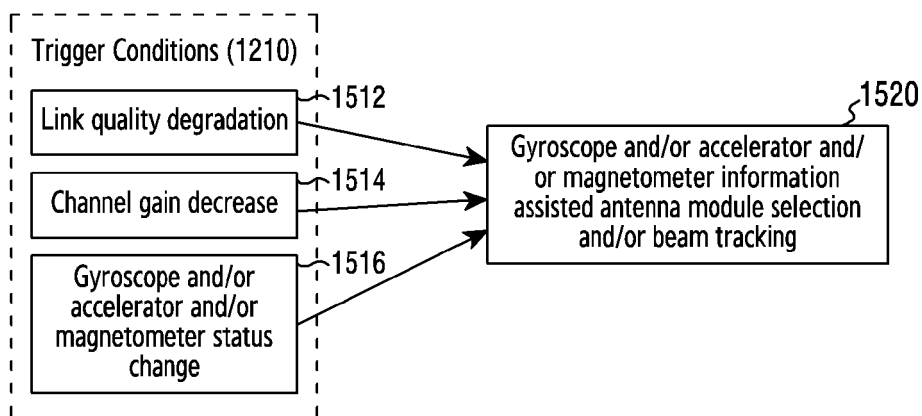 Trigger Conditions (1210)
1512
Link quality degradation
1514
Channel gain decrease
1516
Gyroscope and/or
accelerator and/or
magnetometer status
change
1520
Gyroscope and/or accelerator and/
or magnetometer information
assisted antenna module selection
and/or beam tracking